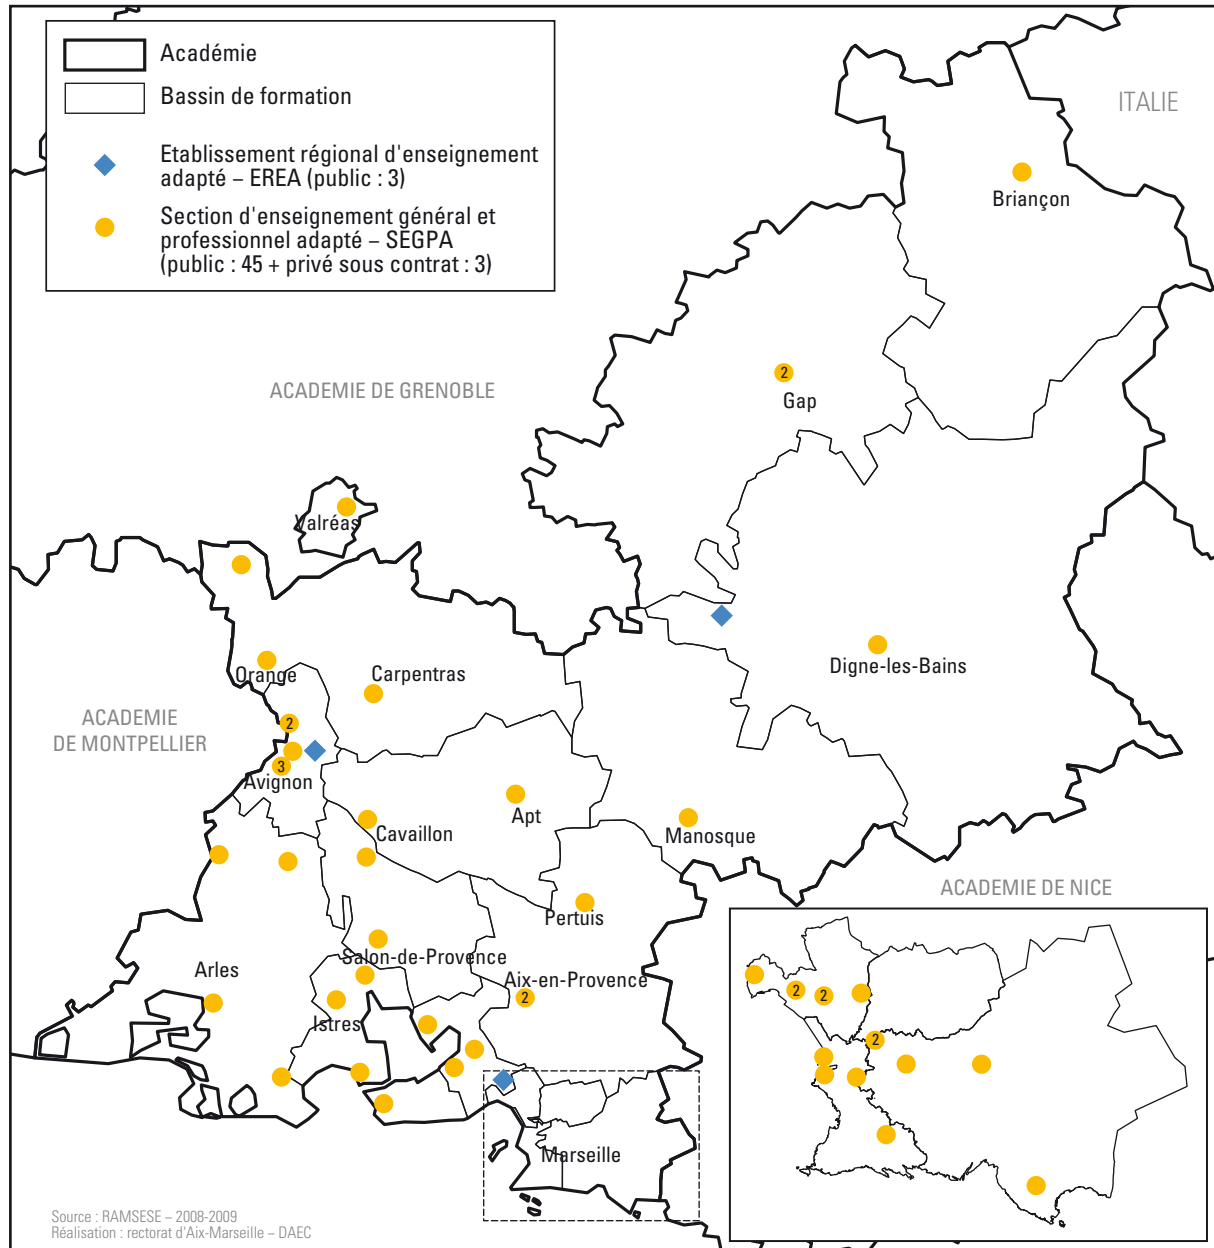 Académie
Bassin de formation
Etablissement régional d'enseignement
adapté – EREA (public : 3)
Section d'enseignement général et
professionnel adapté – SEGPA
(public : 45 + privé sous contrat : 3)
ITALIE
Briançon
2
Gap
ACADEMIE DE GRENOBLE
Valréas
Orange
Carpentras
Digne-les-Bains
ACADEMIE
DE MONTPELLIER
2
3
Avignon
Apt
Cavaillon
Manosque
ACADEMIE DE NICE
Pertuis
Salon-de-Provence
Arles
Aix-en-Provence
2
Istres
2
2
2
Marseille
Source : RAMSESE – 2008-2009
Réalisation : rectorat d'Aix-Marseille – DAEC